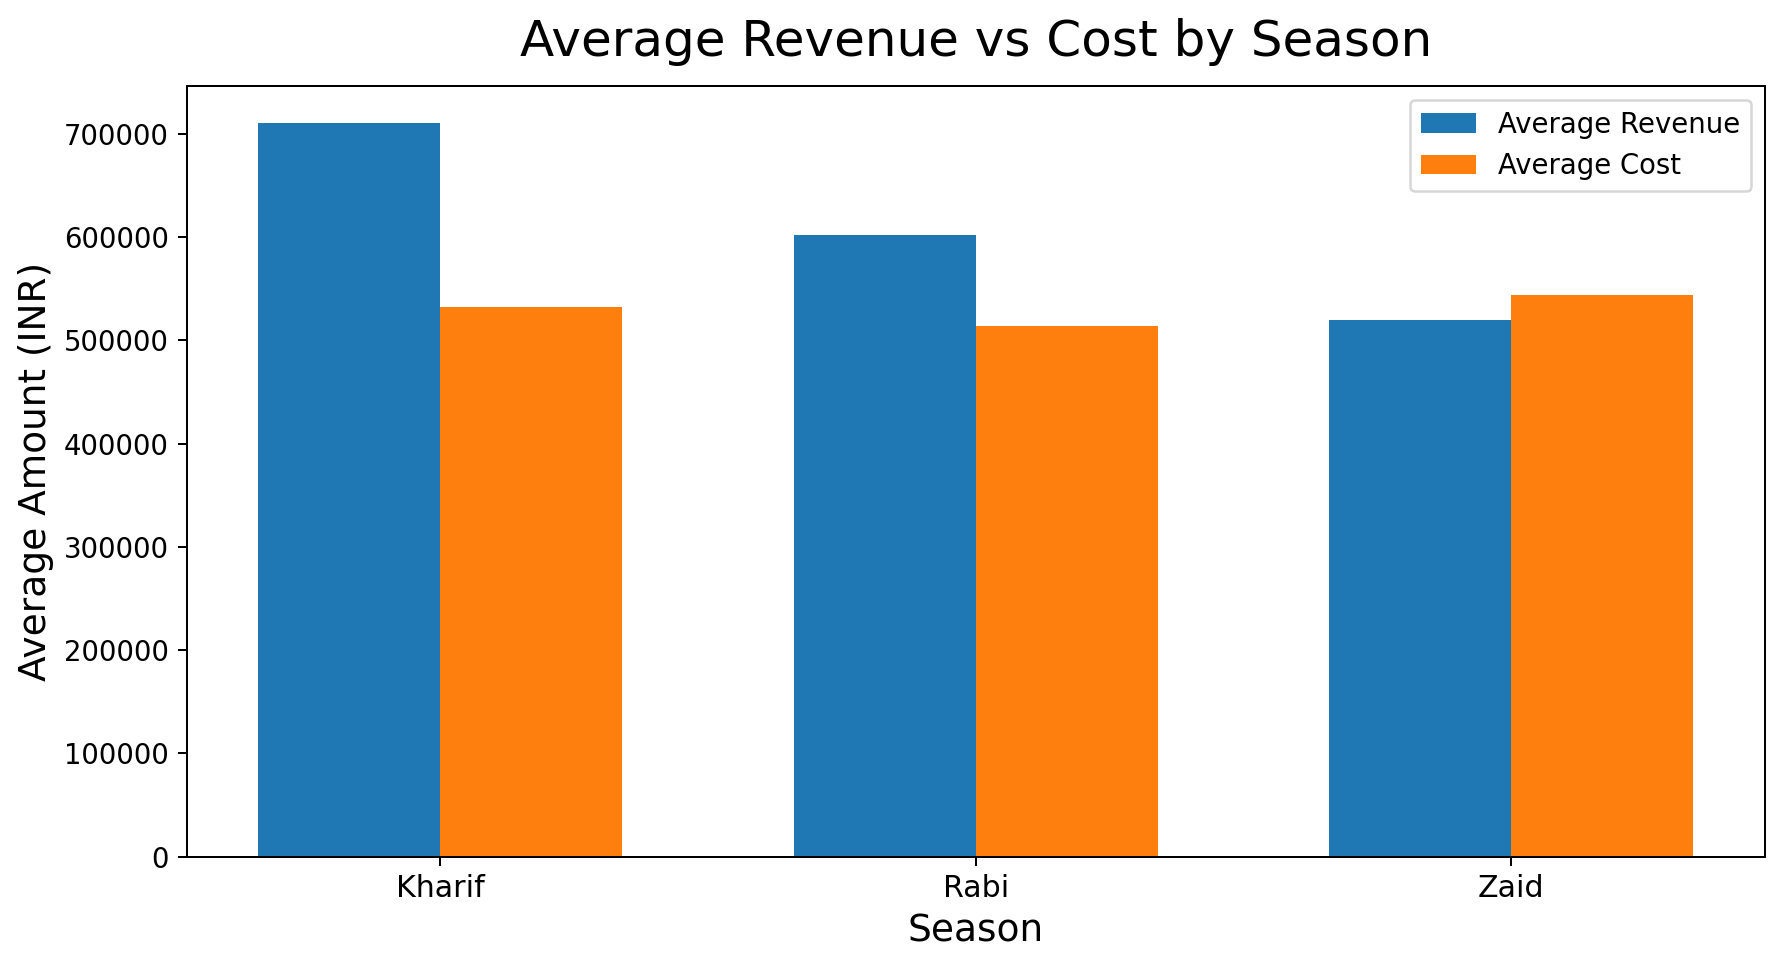 Average Revenue vs Cost by Season
Average Revenue
Average Cost
Average Amount (INR)
700000
600000
500000
400000
300000
200000
100000
0
Kharif
Rabi
Zaid
Season